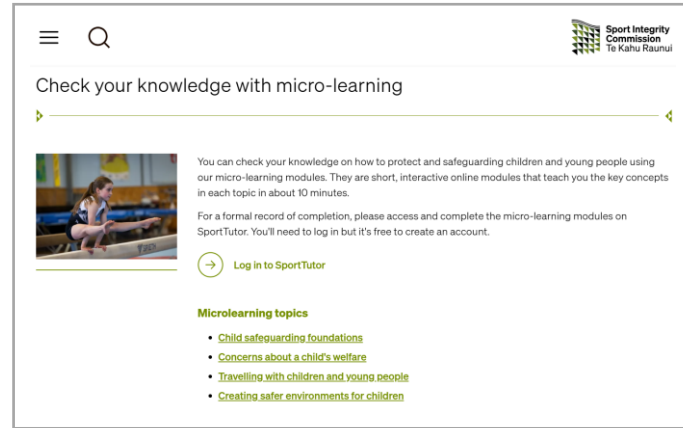 Sport Integrity
Commission
Te Kahu Raunui
Check your knowledge with micro-learning
You can check your knowledge on how to protect and safeguarding children and young people using
our micro-learning modules. They are short, interactive online modules that teach you the key concepts
in each topic in about 10 minutes.
For a formal record of completion, please access and complete the micro-learning modules on
SportTutor. You'll need to log in but it's free to create an account.
Log in to SportTutor
Microlearning topics
• Child safeguarding foundations
• Concerns about a child's welfare
• Travelling with children and young people
• Creating safer environments for children